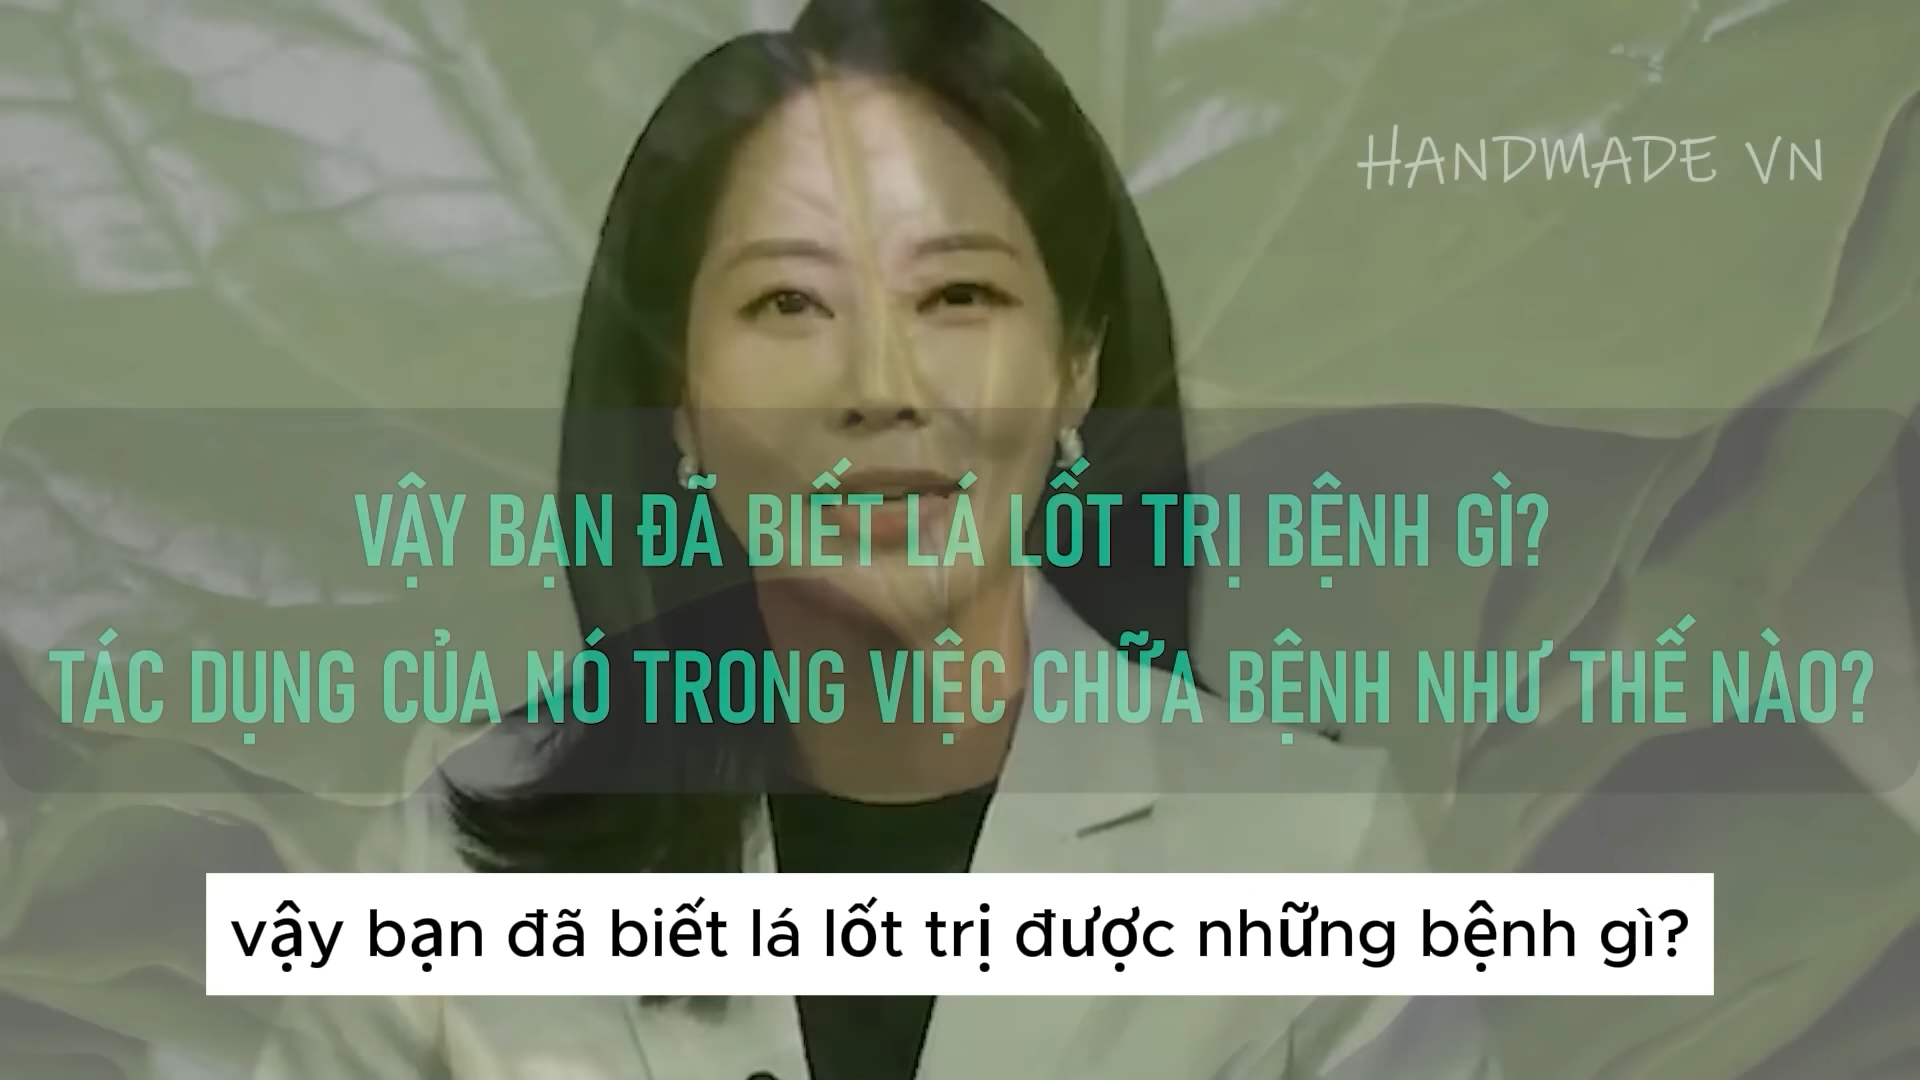 HANDMADE VN
VẬY BẠN ĐÃ BIẾT LÁ LỐT TRỊ BỆNH GÌ?
TÁC DỤNG CỦA NÓ TRONG VIỆC CHỮA BỆNH NHƯ THẾ NÀO?
vậy bạn đã biết lá lốt trị được những bệnh gì?